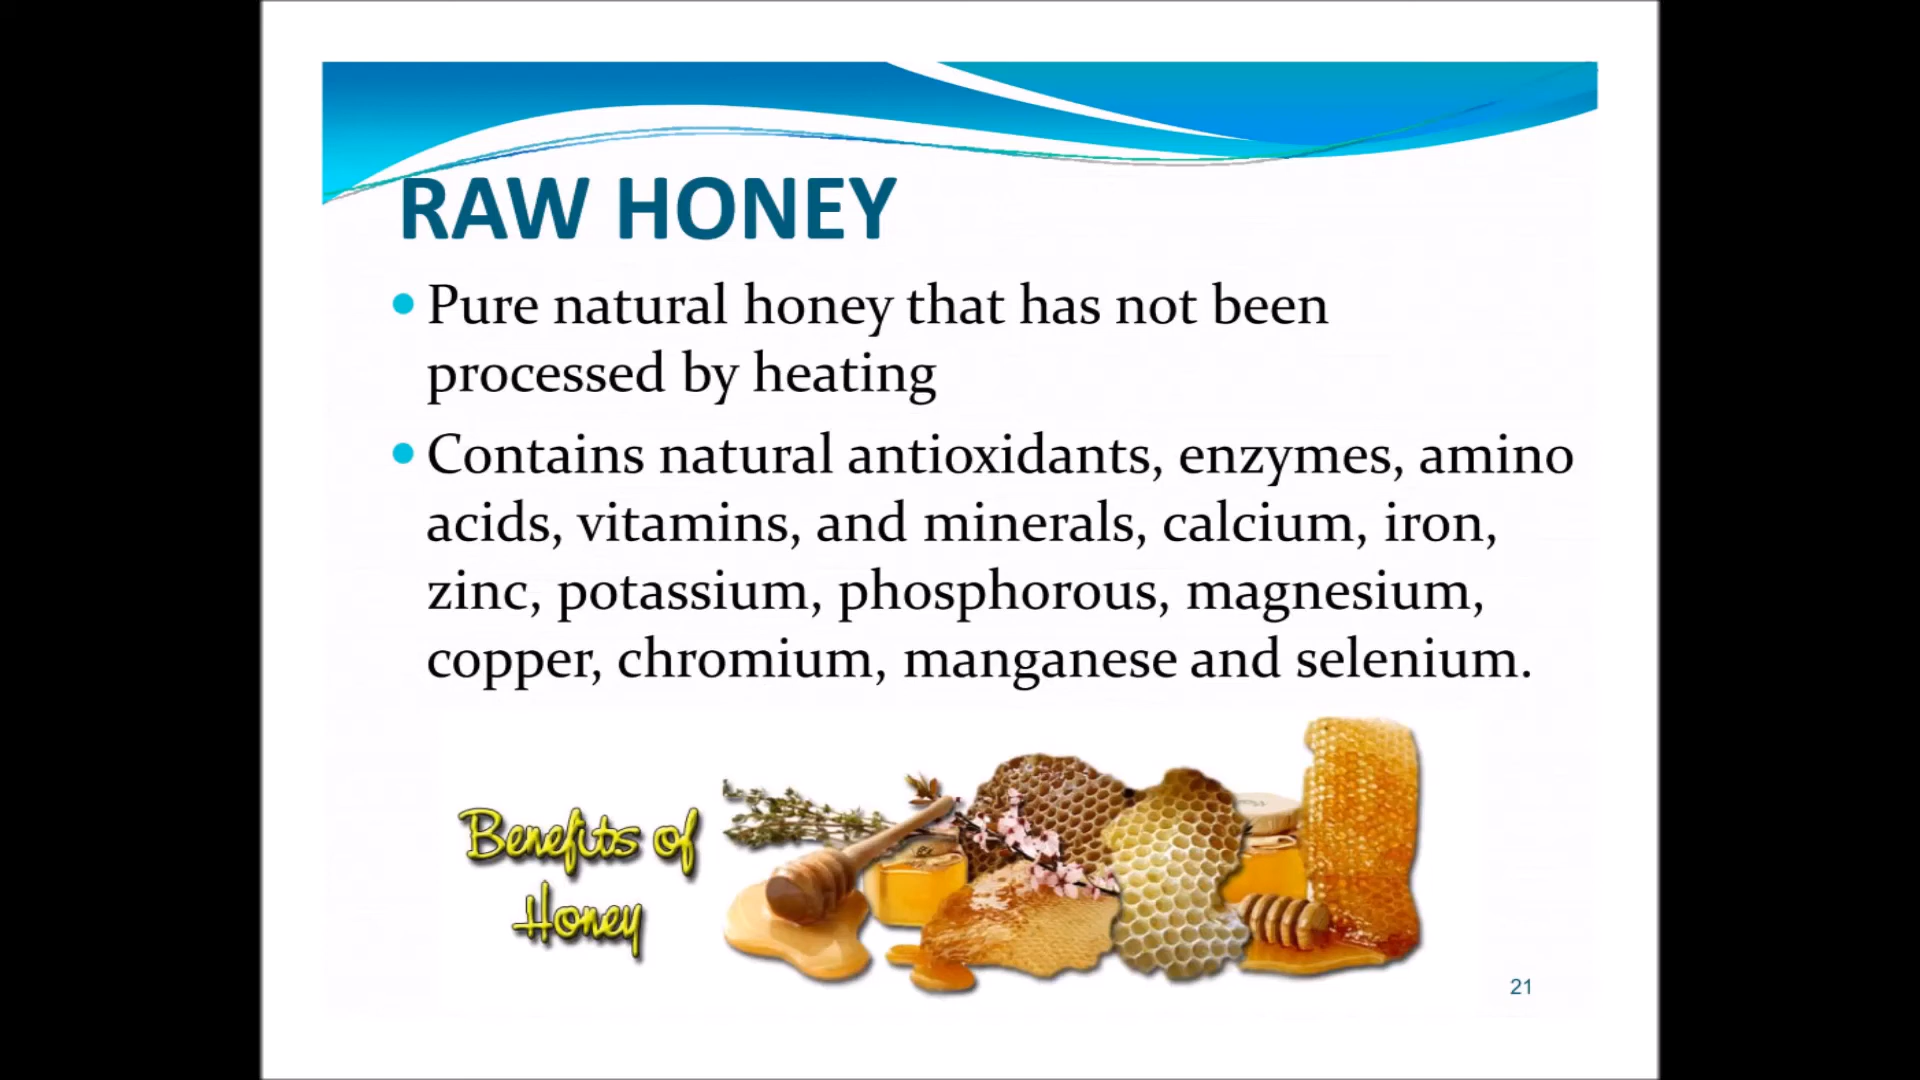 RAW HONEY
Pure natural honey that has not been
processed by heating
Contains natural antioxidants, enzymes, amino
acids, vitamins, and minerals, calcium, iron,
zinc, potassium, phosphorous, magnesium,
copper, chromium, manganese and selenium.
Benefits of
Honey
21